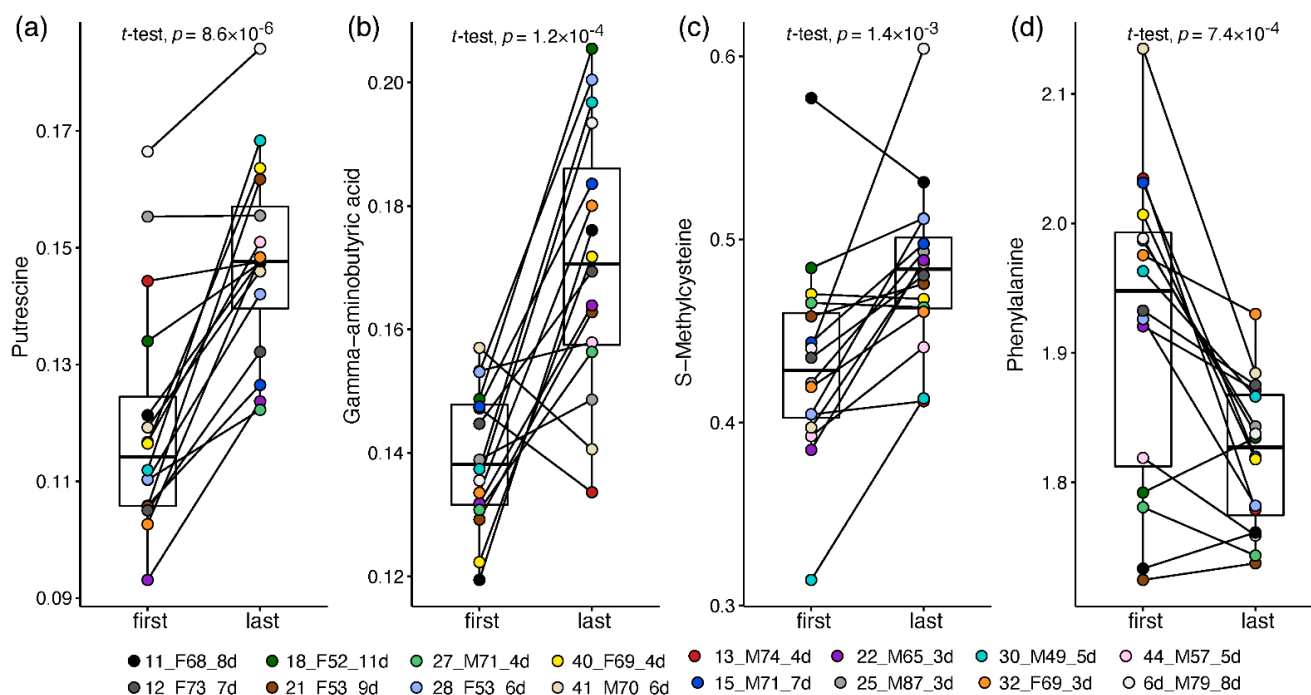 (a) t-test, p = 8.6×10⁻⁶
Putrescine
0.17
0.15
0.13
0.11
0.09
first last
(b) t-test, p = 1.2×10⁻⁴
Gamma−aminobutyric acid
0.20
0.18
0.16
0.14
0.12
first last
(c) t-test, p = 1.4×10⁻³
S−Methylcysteine
0.6
0.5
0.4
0.3
first last
(d) t-test, p = 7.4×10⁻⁴
Phenylalanine
2.1
2.0
1.9
1.8
first last
11_F68_8d 18_F52_11d 27_M71_4d 40_F69_4d 13_M74_4d 22_M65_3d 30_M49_5d 44_M57_5d
12_F73_7d 21_F53_9d 28_F53_6d 41_M70_6d 15_M71_7d 25_M87_3d 32_F69_3d 6d_M79_8d